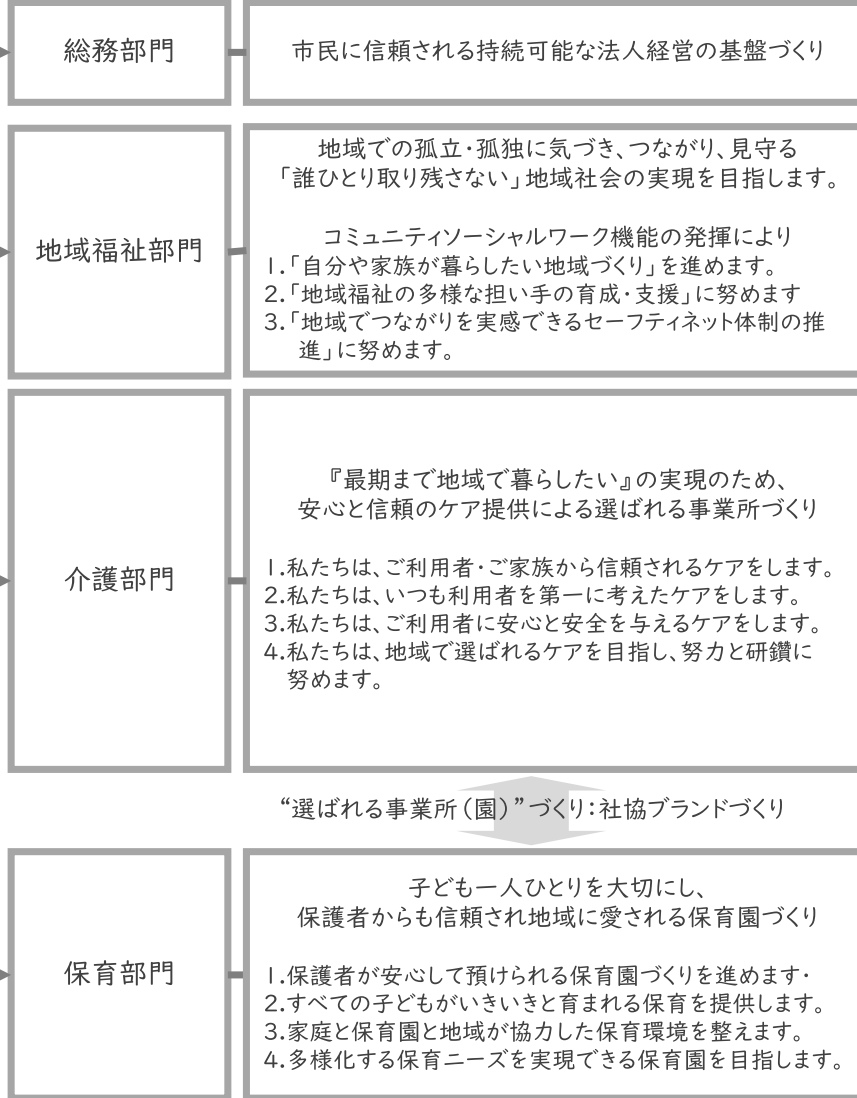 総務部門
市民に信頼される持続可能な法人経営の基盤づくり
地域福祉部門
地域での孤立・孤独に気づき、つながり、見守る
「誰ひとり取り残さない」地域社会の実現を目指します。
コミュニティソーシャルワーク機能の発揮により
1.「自分や家族が暮らしたい地域づくり」を進めます。
2.「地域福祉の多様な担い手の育成・支援」に努めます
3.「地域でつながりを実感できるセーフティネット体制の推
進」に努めます。
介護部門
『最期まで地域で暮らしたい』の実現のため、
安心と信頼のケア提供による選ばれる事業所づくり
1.私たちは、ご利用者・ご家族から信頼されるケアをします。
2.私たちは、いつも利用者を第一に考えたケアをします。
3.私たちは、ご利用者に安心と安全を与えるケアをします。
4.私たちは、地域で選ばれるケアを目指し、努力と研鑽に
努めます。
“選ばれる事業所(園)”づくり:社協ブランドづくり
保育部門
子ども一人ひとりを大切にし、
保護者からも信頼され地域に愛される保育園づくり
1.保護者が安心して預けられる保育園づくりを進めます・
2.すべての子どもがいきいきと育まれる保育を提供します。
3.家庭と保育園と地域が協力した保育環境を整えます。
4.多様化する保育ニーズを実現できる保育園を目指します。